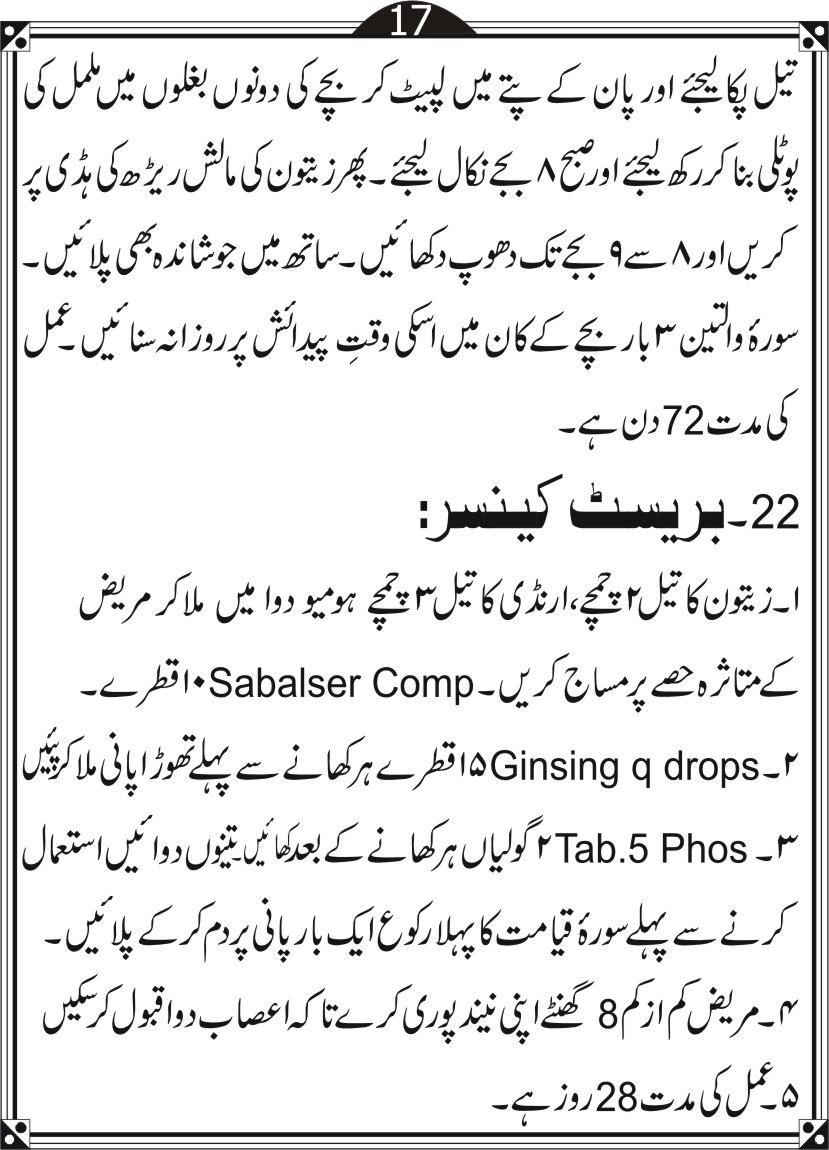 17
تیل پکا لیجئے اور پان کے پتے میں لپیٹ کر بچے کی دونوں بغلوں میں ململ کی
پوٹلی بنا کر رکھ لیجئے اور صبح ۸ بجے نکال لیجئے۔ پھر زیتون کی مالش ریڑھ کی ہڈی پر
کریں اور ۸ سے ۹ بجے تک دھوپ دکھائیں۔ ساتھ میں جوشاندہ بھی پلائیں۔
سورۂ والتین ۳ بار بچے کے کان میں اسکی وقتِ پیدائش پر روزانہ سنائیں۔ عمل
کی مدت 72 دن ہے۔
22۔ بریسٹ کینسر:
۱۔ زیتون کا تیل ۲ چمچے، ارنڈی کا تیل ۳ چمچے ہومیو دوا میں ملا کر مریض
کے متاثرہ حصے پر مساج کریں۔ Sabalser Comp ۱۰ قطرے۔
۲۔ Ginsing q drops ۱۵ قطرے ہر کھانے سے پہلے تھوڑا پانی ملا کر پئیں
۳۔ Tab.5 Phos ۲ گولیاں ہر کھانے کے بعد کھائیں۔ تینوں دوائیں استعمال
کرنے سے پہلے سورۂ قیامت کا پہلا رکوع ایک بار پانی پر دم کر کے پلائیں۔
۴۔ مریض کم از کم 8 گھنٹے اپنی نیند پوری کرے تا کہ اعصاب دوا قبول کر سکیں
۵۔ عمل کی مدت 28 روز ہے۔